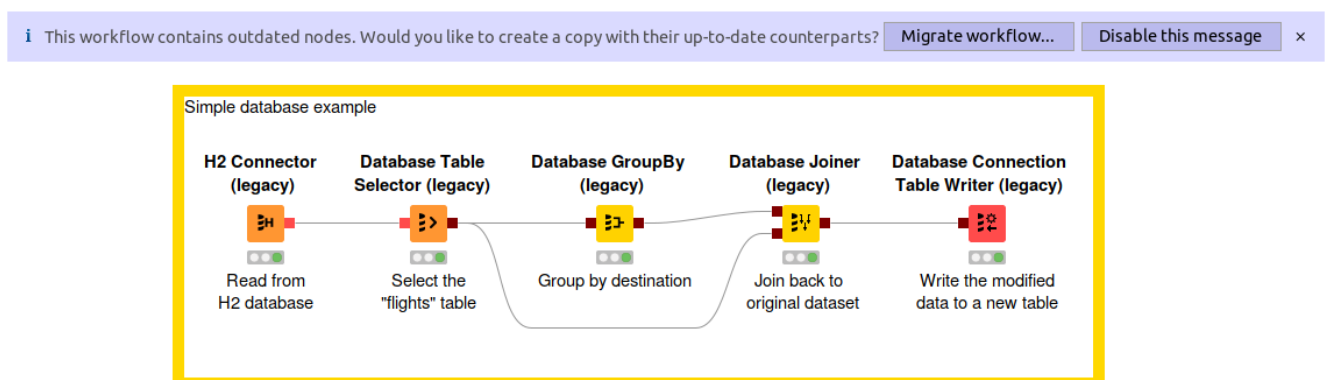 i This workflow contains outdated nodes. Would you like to create a copy with their up-to-date counterparts? Migrate workflow... Disable this message ×
Simple database example
H2 Connector
(legacy)
Database Table
Selector (legacy)
Database GroupBy
(legacy)
Database Joiner
(legacy)
Database Connection
Table Writer (legacy)
Read from
H2 database
Select the
"flights" table
Group by destination
Join back to
original dataset
Write the modified
data to a new table